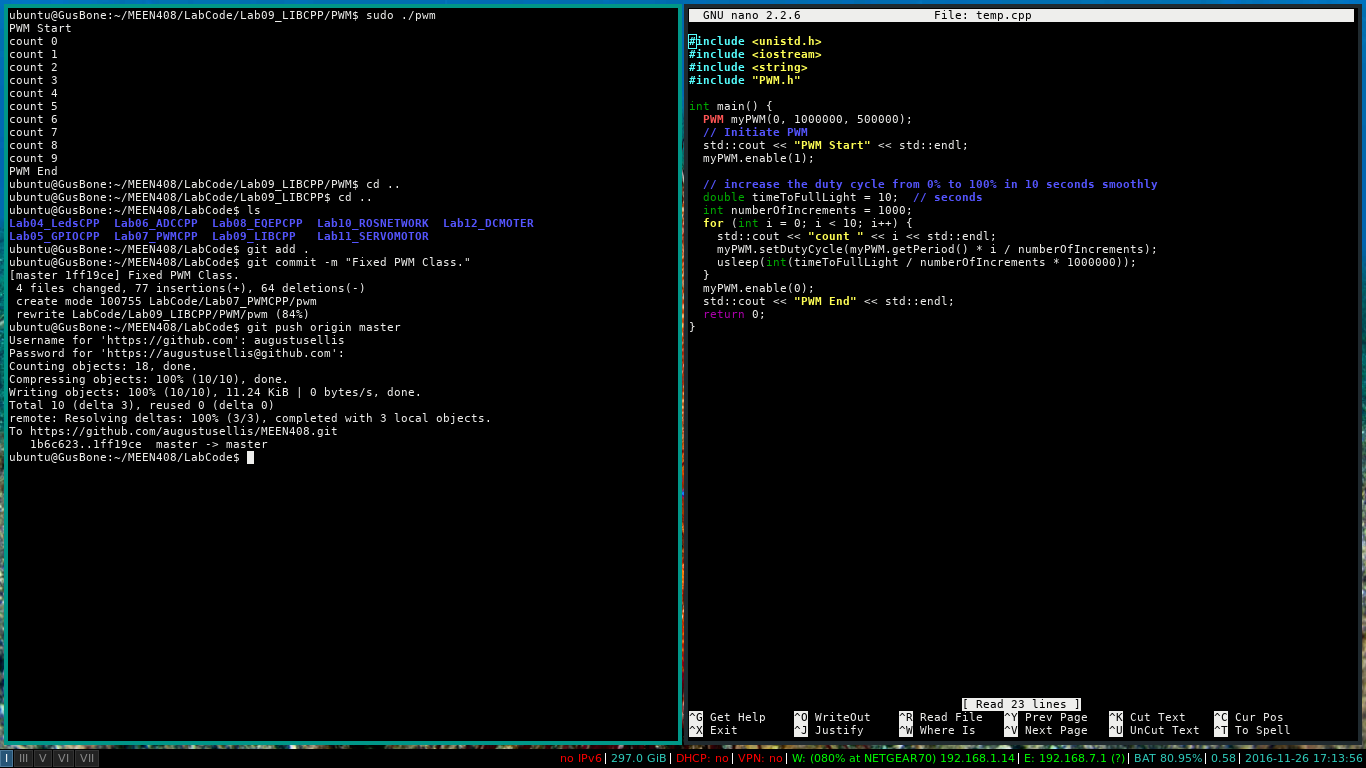 ubuntu@GusBone:~/MEEN408/LabCode/Lab09_LIBCPP/PWM$ sudo ./pwm
PWM Start
count 0
count 1
count 2
count 3
count 4
count 5
count 6
count 7
count 8
count 9
PWM End
ubuntu@GusBone:~/MEEN408/LabCode/Lab09_LIBCPP/PWM$ cd ..
ubuntu@GusBone:~/MEEN408/LabCode/Lab09_LIBCPP$ cd ..
ubuntu@GusBone:~/MEEN408/LabCode$ ls
Lab04_LedsCPP  Lab06_ADCCPP  Lab08_EQEPCPP  Lab10_ROSNETWORK  Lab12_DCMOTER
Lab05_GPIOCPP  Lab07_PWMCPP  Lab09_LIBCPP   Lab11_SERVOMOTOR
ubuntu@GusBone:~/MEEN408/LabCode$ git add .
ubuntu@GusBone:~/MEEN408/LabCode$ git commit -m "Fixed PWM Class."
[master 1ff19ce] Fixed PWM Class.
 4 files changed, 77 insertions(+), 64 deletions(-)
 create mode 100755 LabCode/Lab07_PWMCPP/pwm
 rewrite LabCode/Lab09_LIBCPP/PWM/pwm (84%)
ubuntu@GusBone:~/MEEN408/LabCode$ git push origin master
Username for 'https://github.com': augustusellis
Password for 'https://augustusellis@github.com':
Counting objects: 18, done.
Compressing objects: 100% (10/10), done.
Writing objects: 100% (10/10), 11.24 KiB | 0 bytes/s, done.
Total 10 (delta 3), reused 0 (delta 0)
remote: Resolving deltas: 100% (3/3), completed with 3 local objects.
To https://github.com/augustusellis/MEEN408.git
   1b6c623..1ff19ce  master -> master
ubuntu@GusBone:~/MEEN408/LabCode$
GNU nano 2.2.6                   File: temp.cpp
#include <unistd.h>
#include <iostream>
#include <string>
#include "PWM.h"
int main() {
  PWM myPWM(0, 1000000, 500000);
  // Initiate PWM
  std::cout << "PWM Start" << std::endl;
  myPWM.enable(1);
  // increase the duty cycle from 0% to 100% in 10 seconds smoothly
  double timeToFullLight = 10;  // seconds
  int numberOfIncrements = 1000;
  for (int i = 0; i < 10; i++) {
    std::cout << "count " << i << std::endl;
    myPWM.setDutyCycle(myPWM.getPeriod() * i / numberOfIncrements);
    usleep(int(timeToFullLight / numberOfIncrements * 1000000));
  }
  myPWM.enable(0);
  std::cout << "PWM End" << std::endl;
  return 0;
}
[ Read 23 lines ]
^G Get Help    ^O WriteOut    ^R Read File   ^Y Prev Page   ^K Cut Text    ^C Cur Pos
^X Exit        ^J Justify     ^W Where Is    ^V Next Page   ^U UnCut Text  ^T To Spell
I III V VI VII no IPv6| 297.0 GiB| DHCP: no| VPN: no| W: (080% at NETGEAR70) 192.168.1.14| E: 192.168.7.1 (?)| BAT 80.95%| 0.58| 2016-11-26 17:13:56